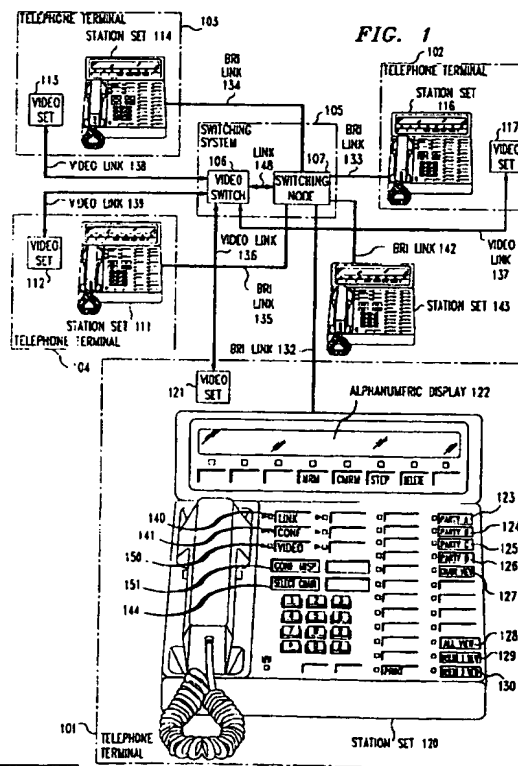 FIG. 1
103
TELEPHONE TERMINAL
STATION SET 114
113
VIDEO SET
VIDEO LINK 138
BRI LINK 134
102
TELEPHONE TERMINAL
STATION SET 116
117
VIDEO SET
105
SWITCHING SYSTEM
106
LINK 148
107
VIDEO SWITCH
SWITCHING NODE
BRI LINK 133
VIDEO LINK 139
VIDEO SET
112
STATION SET 111
TELEPHONE TERMINAL
104
VIDEO LINK 136
BRI LINK 135
VIDEO LINK 137
BRI LINK 142
STATION SET 143
BRI LINK 132
121
VIDEO SET
ALPHANUMERIC DISPLAY 122
CMRM
STEP
140
141
150
151
144
LINK
CONF
VIDEO
CONF DISP
SELECT CMRM
PARTY A
PARTY B
PARTY C
PARTY D
123
124
125
126
127
ALL VIEW
128
129
130
101
TELEPHONE TERMINAL
STATION SET 120